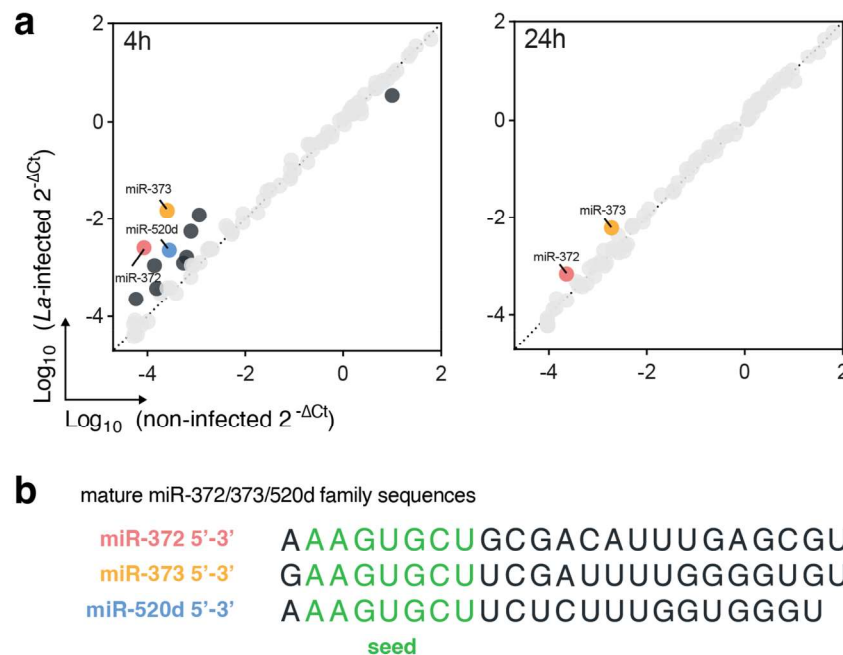 a
4h
24h
2
0
-2
-4
-4
-2
0
2
miR-373
miR-520d
miR-372
2
0
-2
-4
-4
-2
0
2
miR-373
miR-372
Log10 (La-infected 2-ΔCt)
Log10 (non-infected 2-ΔCt)
b
mature miR-372/373/520d family sequences
miR-372 5’-3’ AAAGUGCUGCGACAUUUGAGCGU
miR-373 5’-3’ GAAGUGCUUCGAUUUUGGGGUGU
miR-520d 5’-3’ AAAGUGCUUCUCUUUGGUGGGU
seed